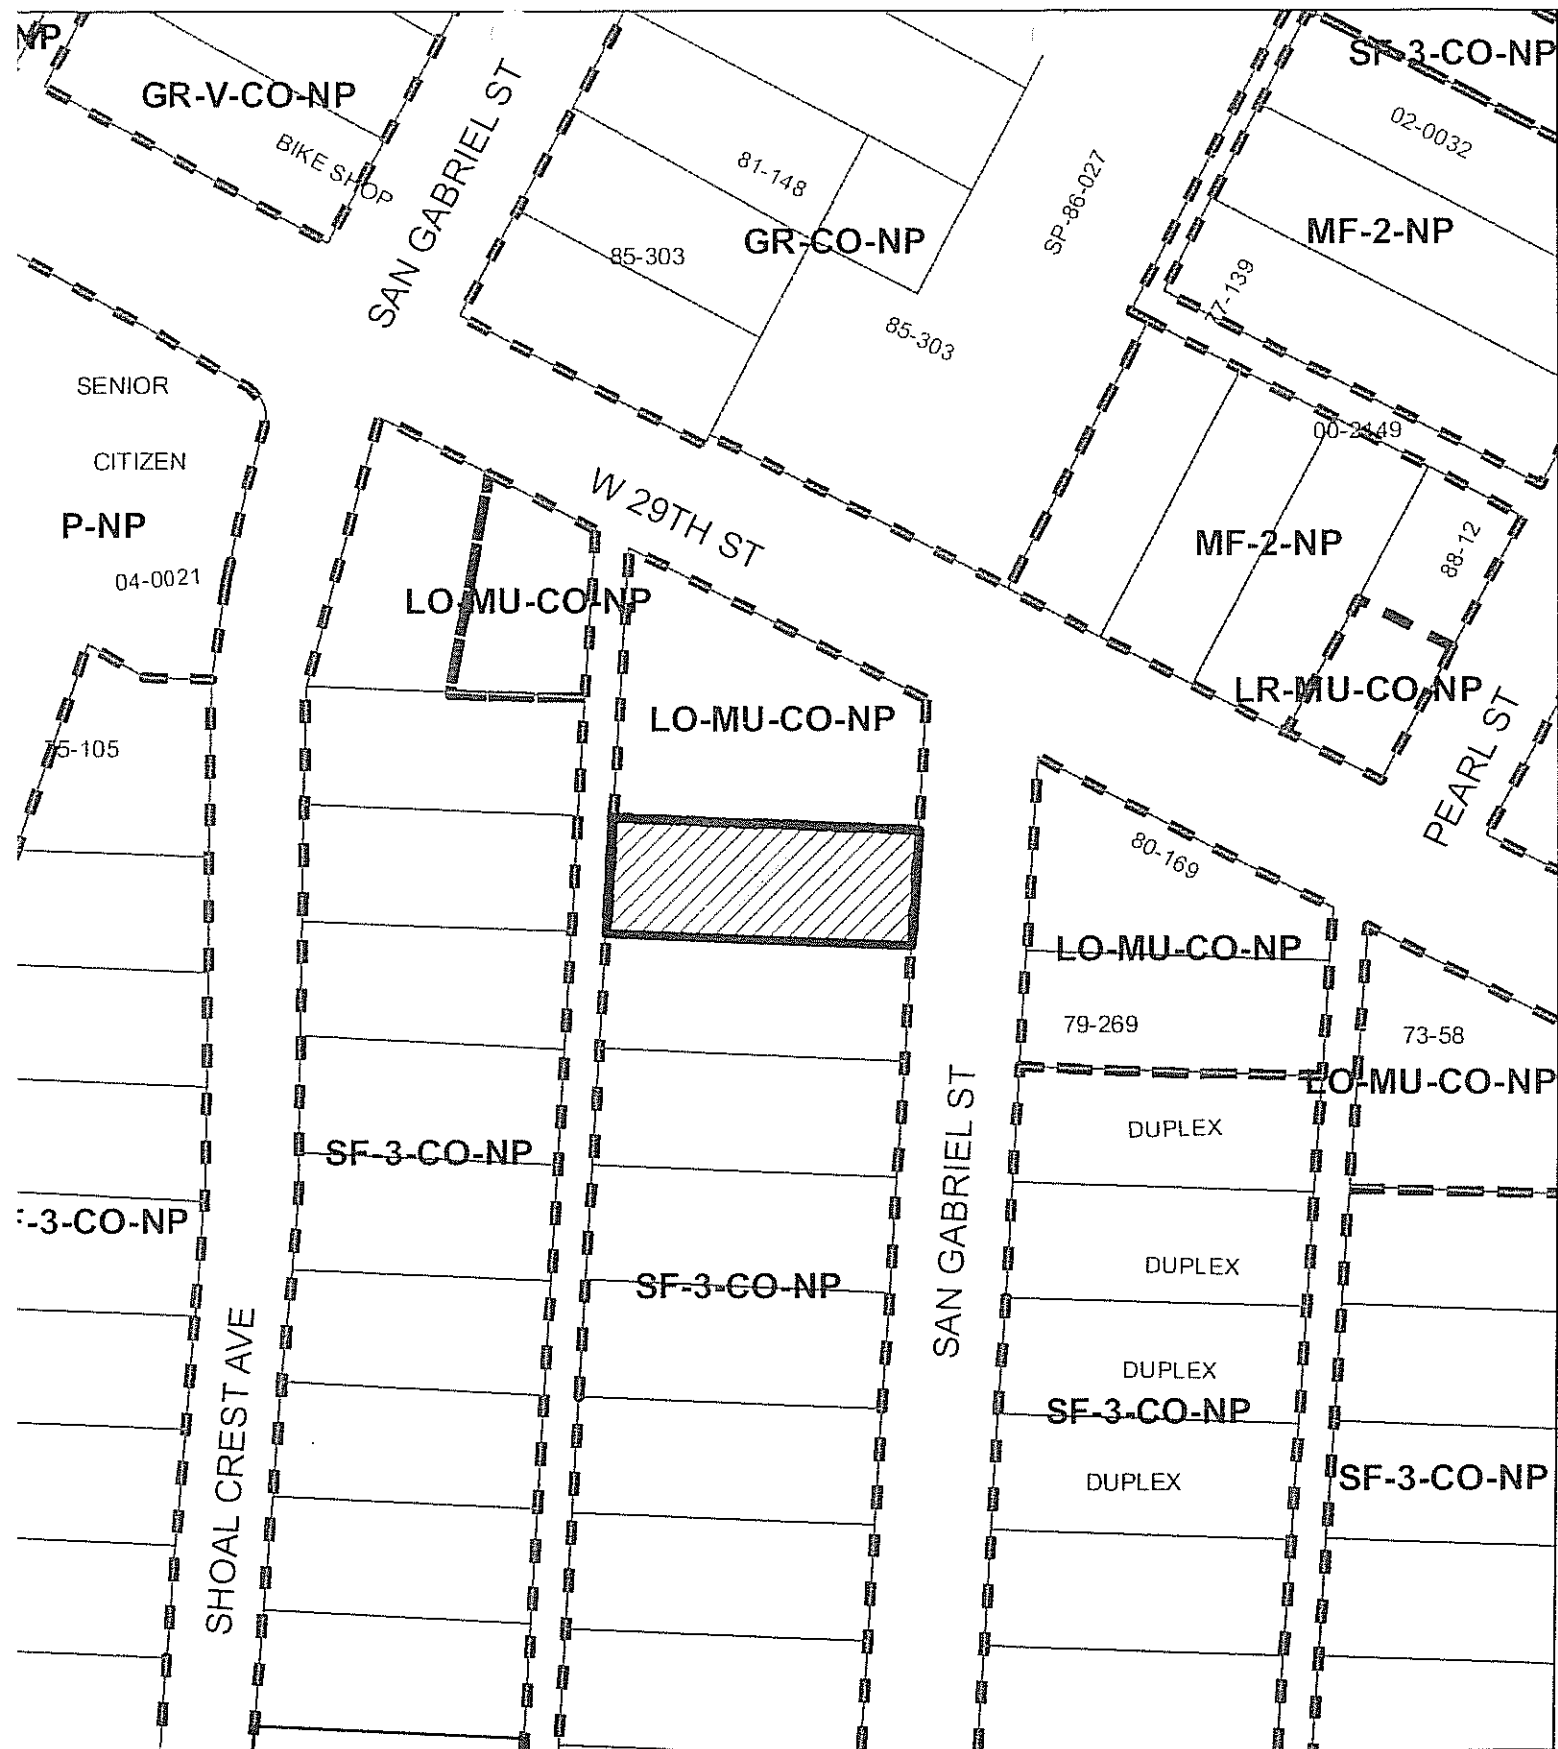 NP
GR-V-CO-NP
BIKE SHOP
SAN GABRIEL ST
81-148
85-303
GR-CO-NP
85-303
SP-86-027
SF-3-CO-NP
02-0032
MF-2-NP
77-139
00-2149
SENIOR
CITIZEN
P-NP
04-0021
W 29TH ST
LO-MU-CO-NP
MF-2-NP
88-12
LR-MU-CO-NP
PEARL ST
LO-MU-CO-NP
75-105
80-169
LO-MU-CO-NP
79-269
73-58
LO-MU-CO-NP
DUPLEX
SF-3-CO-NP
F-3-CO-NP
SAN GABRIEL ST
DUPLEX
SF-3-CO-NP
DUPLEX
SF-3-CO-NP
DUPLEX
SF-3-CO-NP
SHOAL CREST AVE